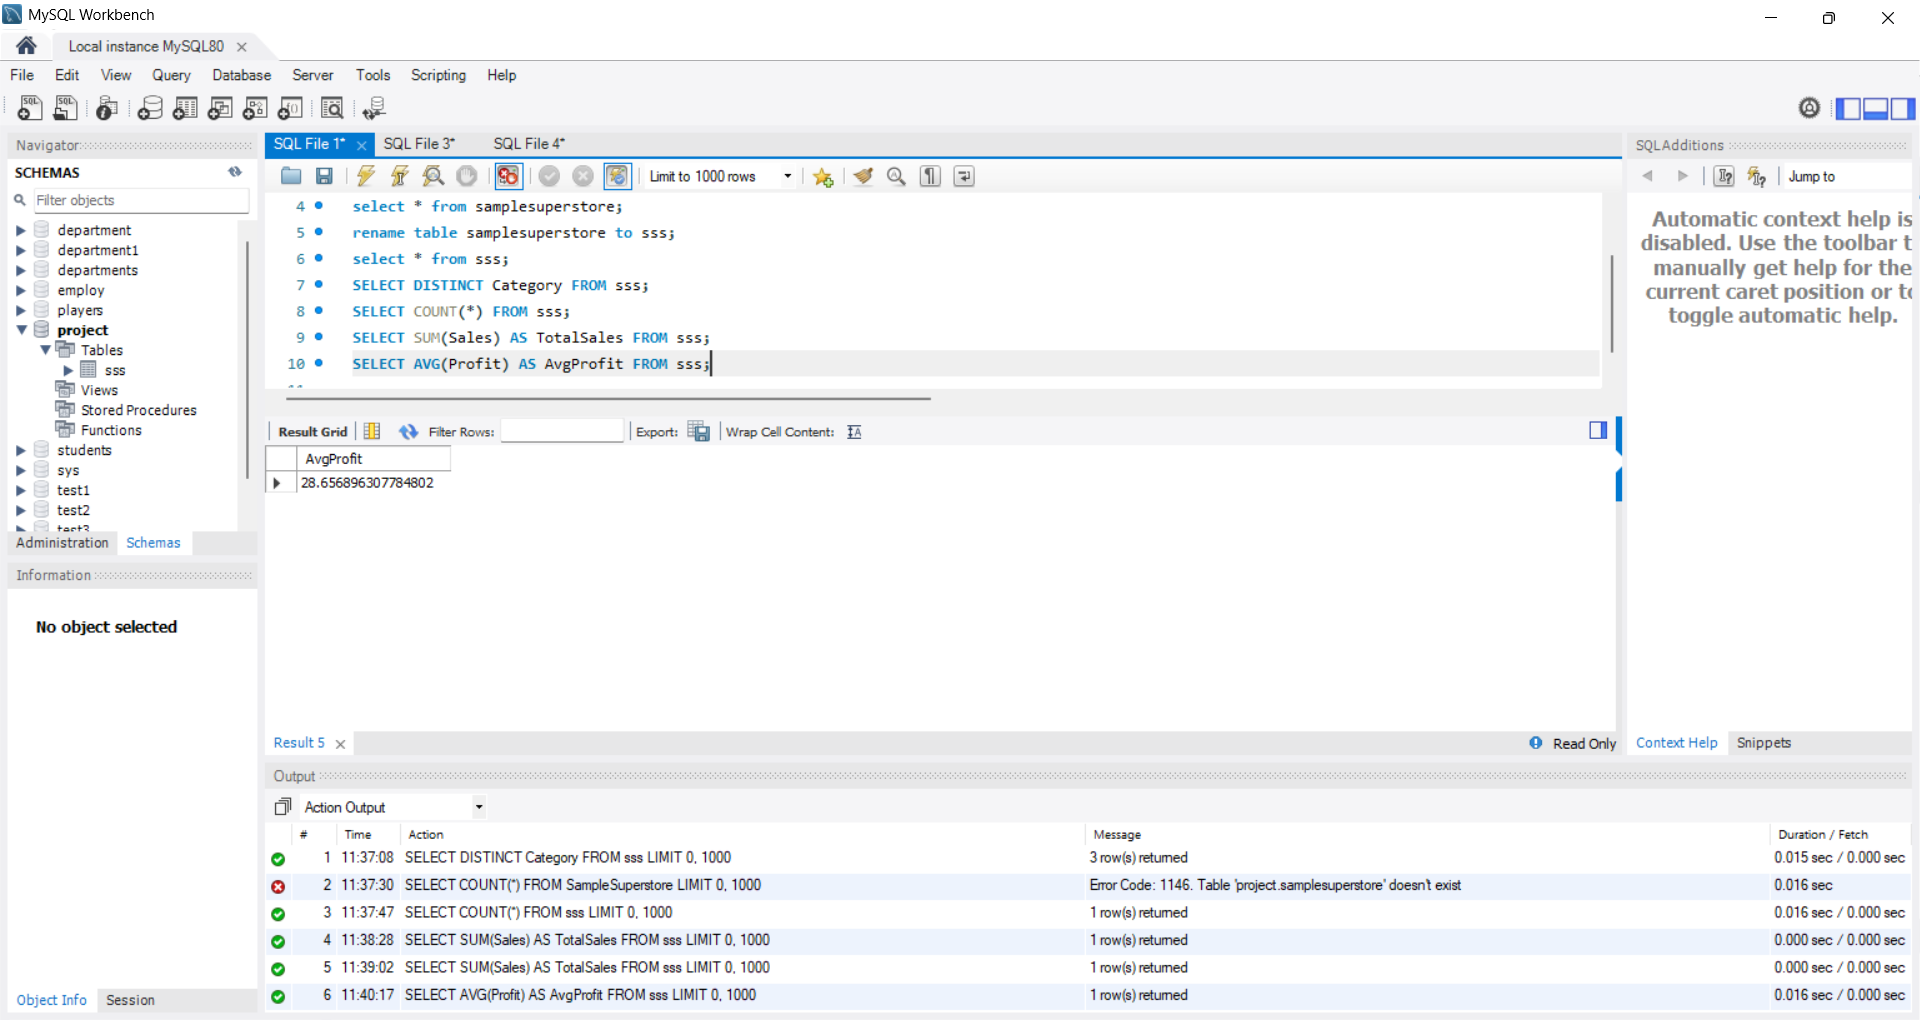 MySQL Workbench
Local instance MySQL80
File Edit View Query Database Server Tools Scripting Help
Navigator
SCHEMAS
Filter objects
department
department1
departments
employ
players
project
Tables
sss
Views
Stored Procedures
Functions
students
sys
test1
test2
test3
Administration Schemas
Information
No object selected
Object Info Session
SQL File 1* SQL File 3* SQL File 4*
Limit to 1000 rows
4 select * from samplesuperstore;
5 rename table samplesuperstore to sss;
6 select * from sss;
7 SELECT DISTINCT Category FROM sss;
8 SELECT COUNT(*) FROM sss;
9 SELECT SUM(Sales) AS TotalSales FROM sss;
10 SELECT AVG(Profit) AS AvgProfit FROM sss;
Result Grid Filter Rows: Export: Wrap Cell Content:
AvgProfit
28.656896307784802
Result 5 Read Only
SQLAdditions
Jump to
Automatic context help is
disabled. Use the toolbar t
manually get help for the
current caret position or to
toggle automatic help.
Context Help Snippets
Output
Action Output
# Time Action Message Duration / Fetch
1 11:37:08 SELECT DISTINCT Category FROM sss LIMIT 0, 1000 3 row(s) returned 0.015 sec / 0.000 sec
2 11:37:30 SELECT COUNT(*) FROM SampleSuperstore LIMIT 0, 1000 Error Code: 1146. Table 'project.samplesuperstore' doesn't exist 0.016 sec
3 11:37:47 SELECT COUNT(*) FROM sss LIMIT 0, 1000 1 row(s) returned 0.016 sec / 0.000 sec
4 11:38:28 SELECT SUM(Sales) AS TotalSales FROM sss LIMIT 0, 1000 1 row(s) returned 0.000 sec / 0.000 sec
5 11:39:02 SELECT SUM(Sales) AS TotalSales FROM sss LIMIT 0, 1000 1 row(s) returned 0.000 sec / 0.000 sec
6 11:40:17 SELECT AVG(Profit) AS AvgProfit FROM sss LIMIT 0, 1000 1 row(s) returned 0.016 sec / 0.000 sec